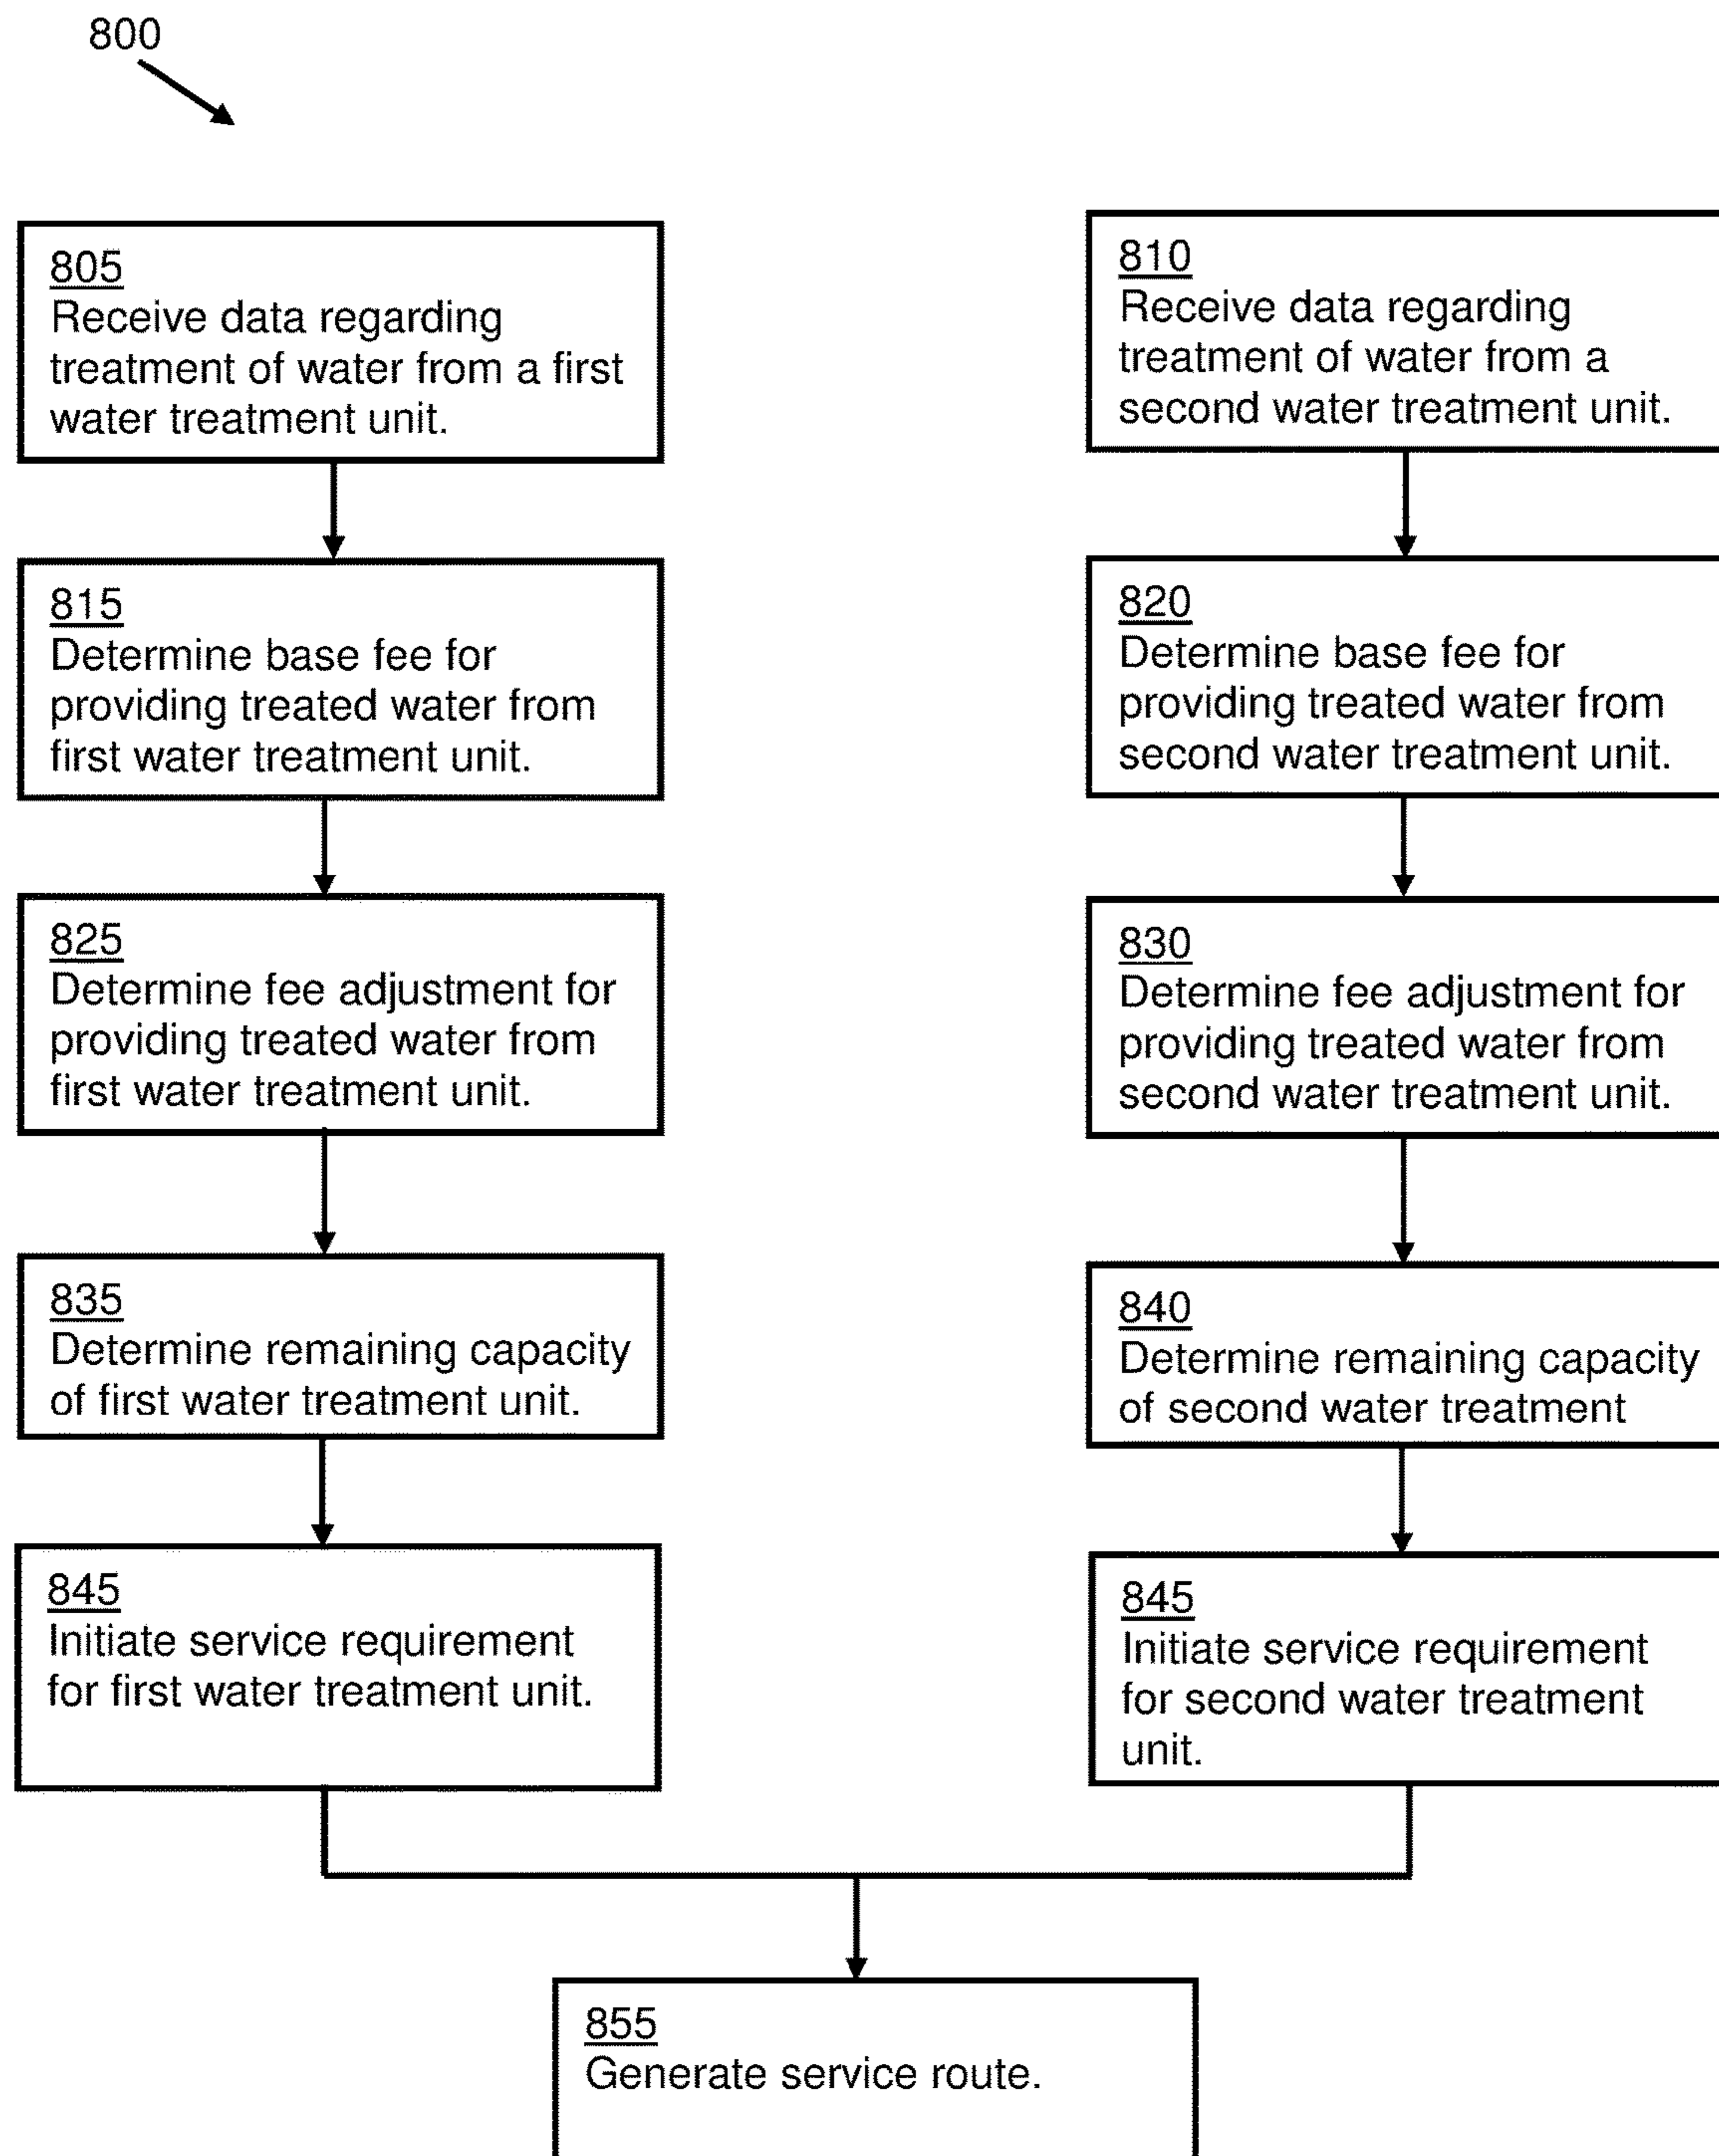 800
805
Receive data regarding
treatment of water from a first
water treatment unit.
810
Receive data regarding
treatment of water from a
second water treatment unit.
815
Determine base fee for
providing treated water from
first water treatment unit.
820
Determine base fee for
providing treated water from
second water treatment unit.
825
Determine fee adjustment for
providing treated water from
first water treatment unit.
830
Determine fee adjustment for
providing treated water from
second water treatment unit.
835
Determine remaining capacity
of first water treatment unit.
840
Determine remaining capacity
of second water treatment
845
Initiate service requirement
for first water treatment unit.
845
Initiate service requirement
for second water treatment
unit.
855
Generate service route.